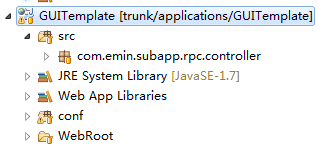 GUITemplate [trunk/applications/GUITemplate]
src
com.emin.subapp.rpc.controller
JRE System Library [JavaSE-1.7]
Web App Libraries
conf
WebRoot